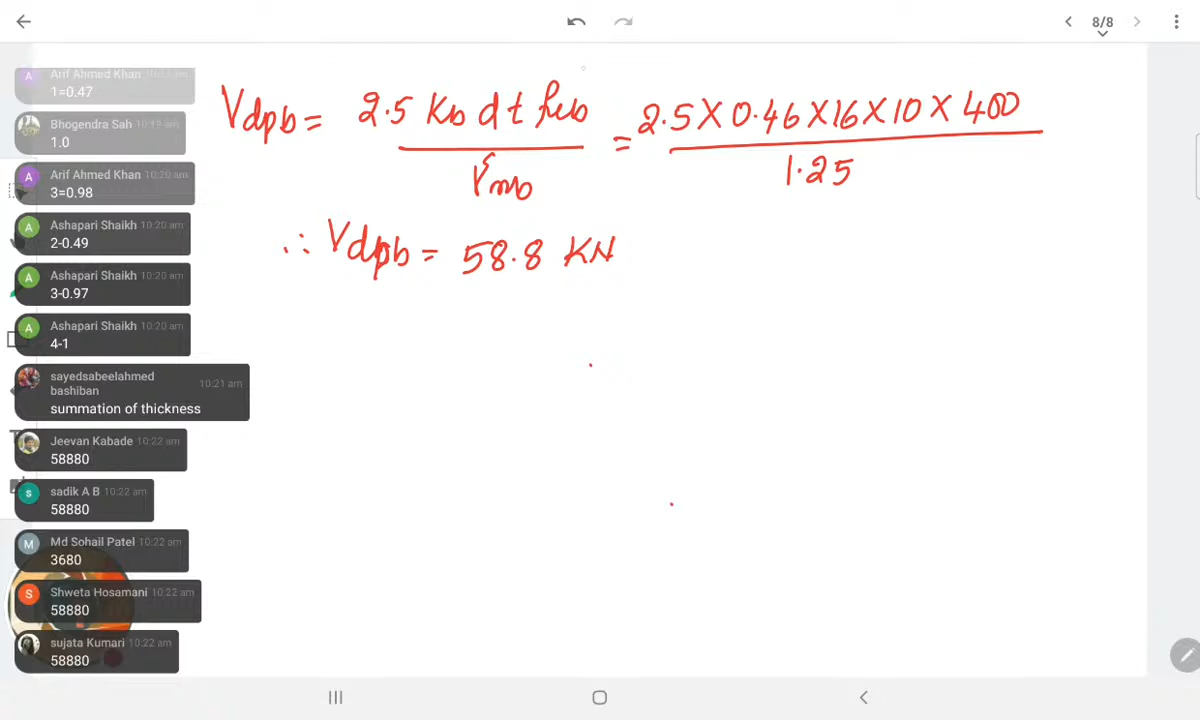 8/8
Arif Ahmed Khan
1=0.47
Bhogendra Sah 10:19 am
1.0
Arif Ahmed Khan 10:20 am
3=0.98
Ashapari Shaikh 10:20 am
2-0.49
Ashapari Shaikh 10:20 am
3-0.97
Ashapari Shaikh 10:20 am
4-1
sayedsabeelahmed
bashiban 10:21 am
summation of thickness
Jeevan Kabade 10:22 am
58880
sadik A B 10:22 am
58880
Md Sohail Patel 10:22 am
3680
Shweta Hosamani 10:22 am
58880
sujata Kumari 10:22 am
58880
Vdpb = 2.5 Kb d t fub = 2.5 X 0.46 X 16 X 10 X 400
γmb 1.25
∴ Vdpb = 58.8 KN